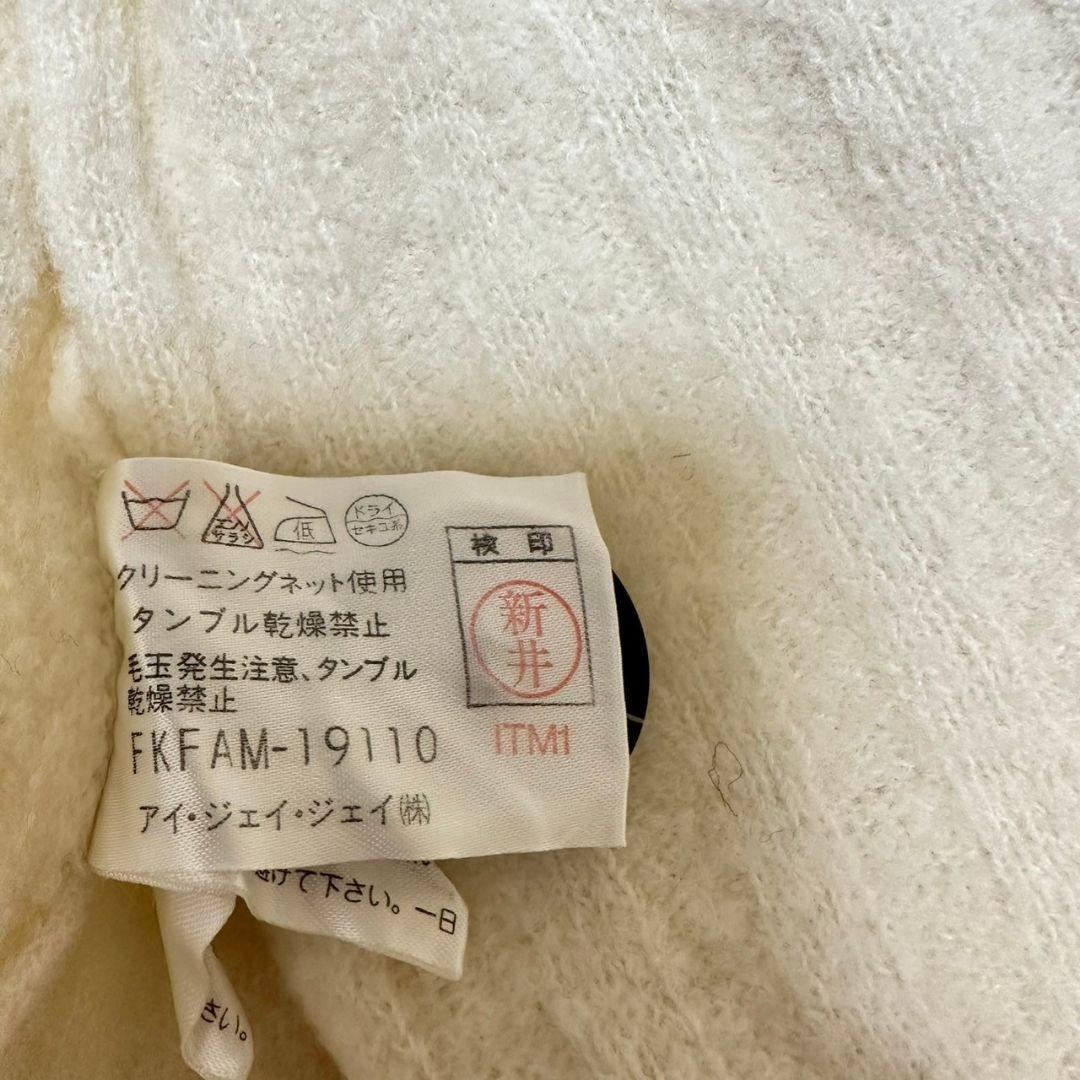 エンソ
サラシ
低
ドライ
セキユ系
クリーニングネット使用
タンブル乾燥禁止
毛玉発生注意、タンブル
乾燥禁止
FKFAM-19110
アイ・ジェイ・ジェイ㈱
検印
新井
ITM1
けて下さい。一日
さい。